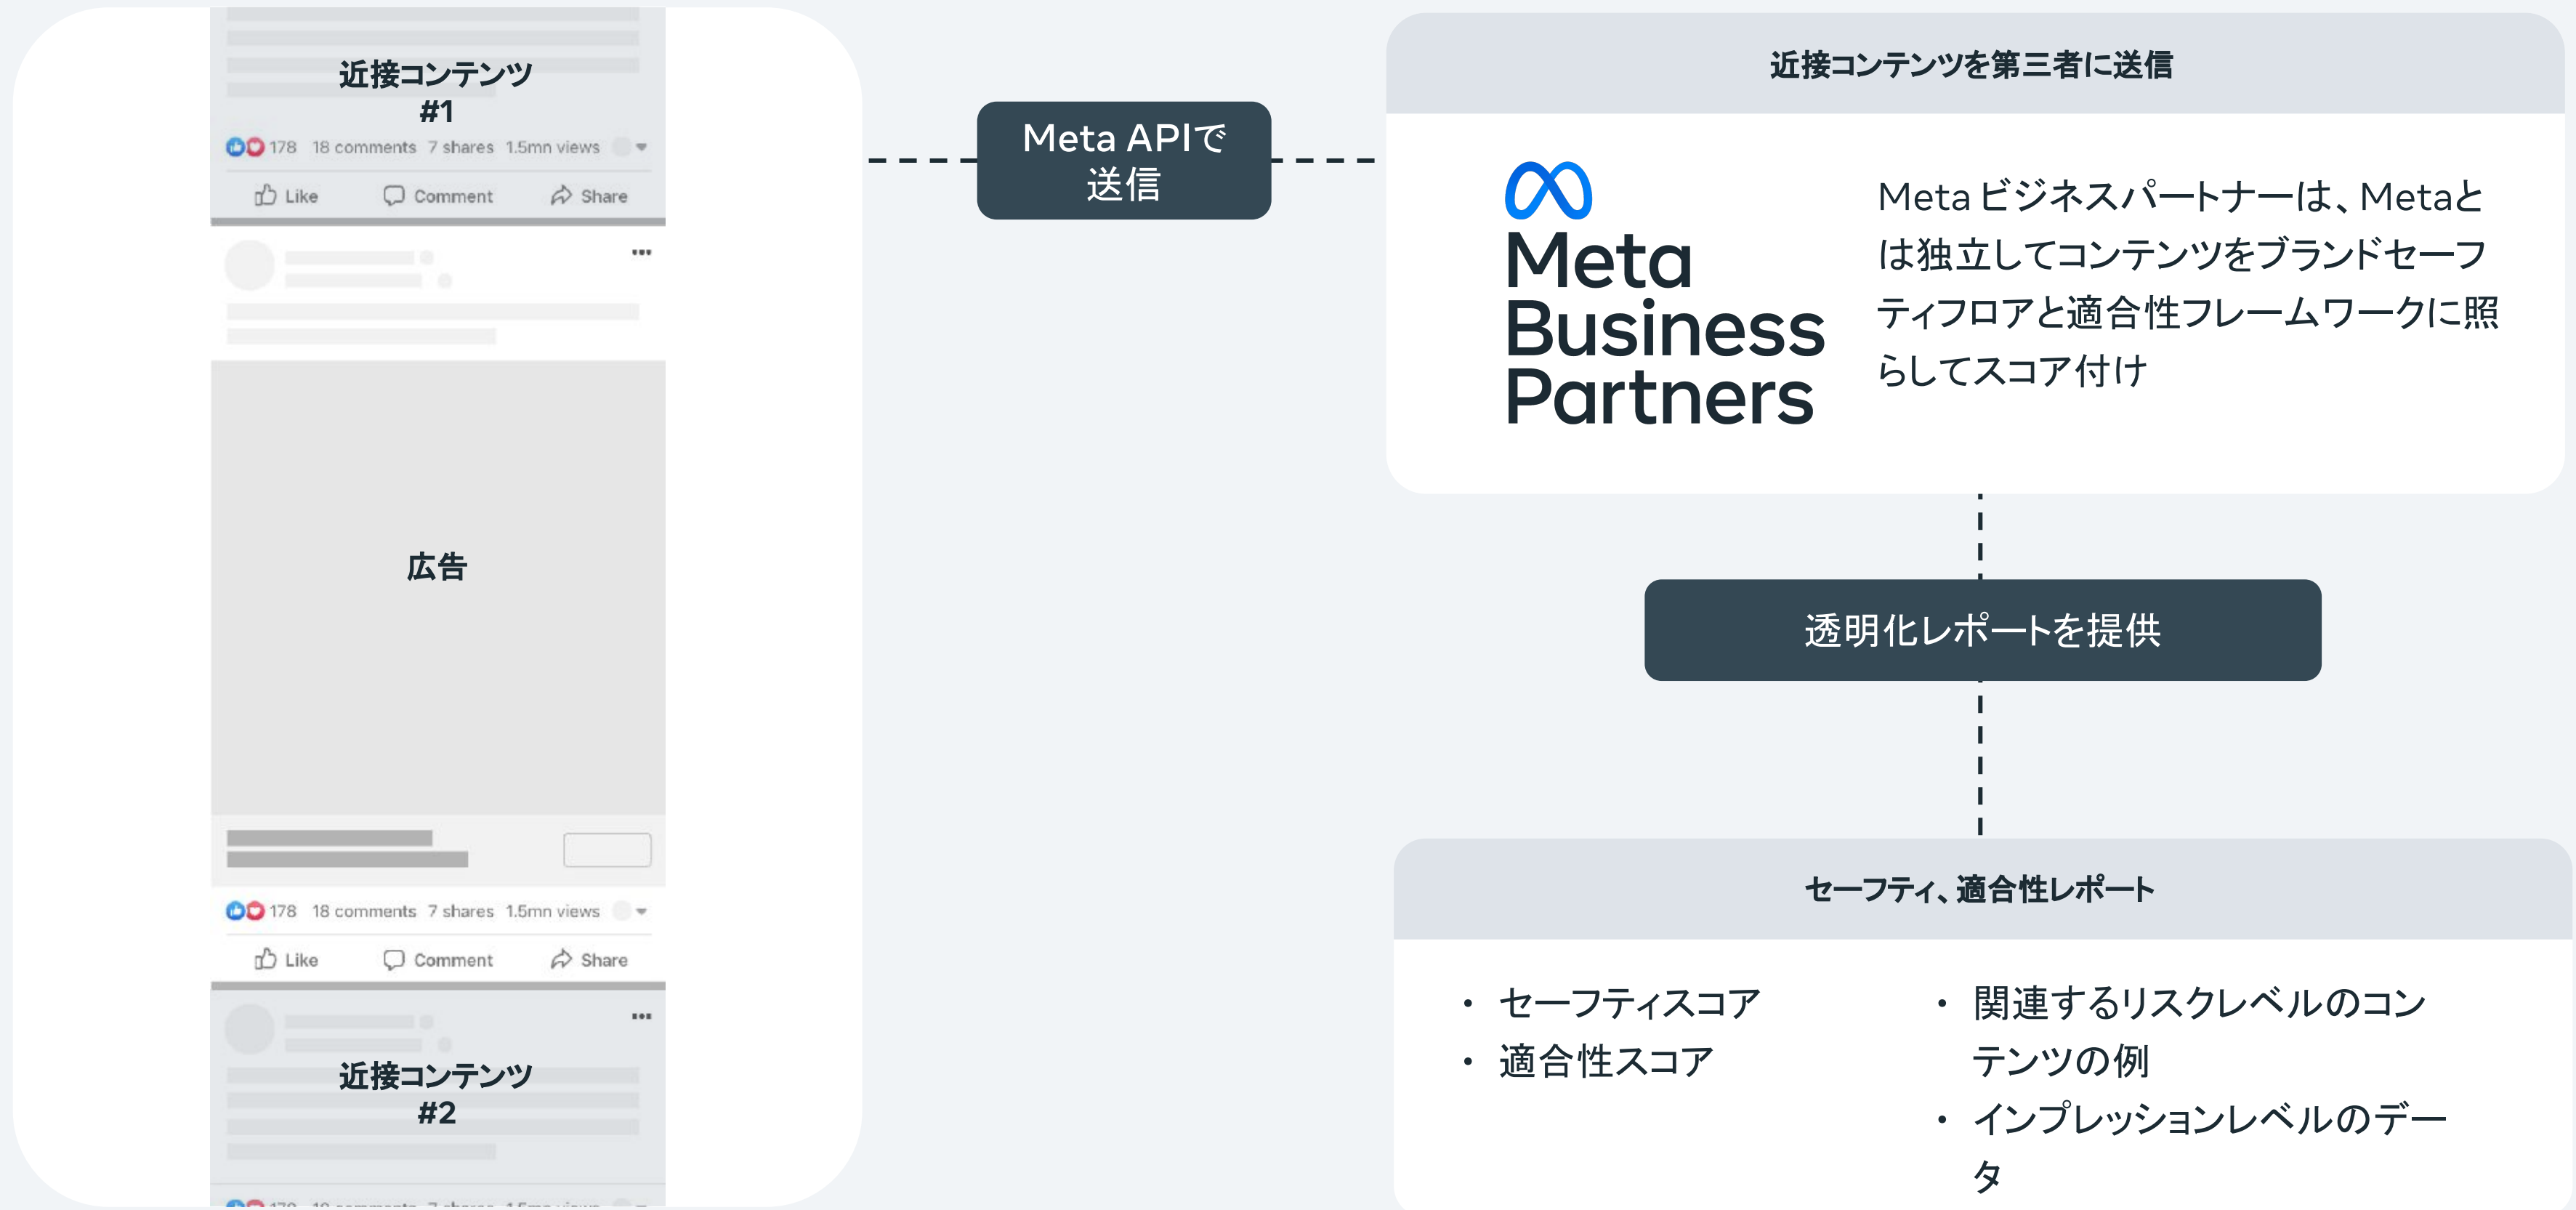 近接コンテンツ
#1
178 18 comments 7 shares 1.5mn views
Like Comment Share
広告
178 18 comments 7 shares 1.5mn views
Like Comment Share
近接コンテンツ
#2
Meta APIで
送信
近接コンテンツを第三者に送信
Meta
Business
Partners
Meta ビジネスパートナーは、Metaと
は独立してコンテンツをブランドセーフ
ティフロアと適合性フレームワークに照
らしてスコア付け
透明化レポートを提供
セーフティ、適合性レポート
・ セーフティスコア
・ 適合性スコア
・ 関連するリスクレベルのコン
テンツの例
・ インプレッションレベルのデー
タ